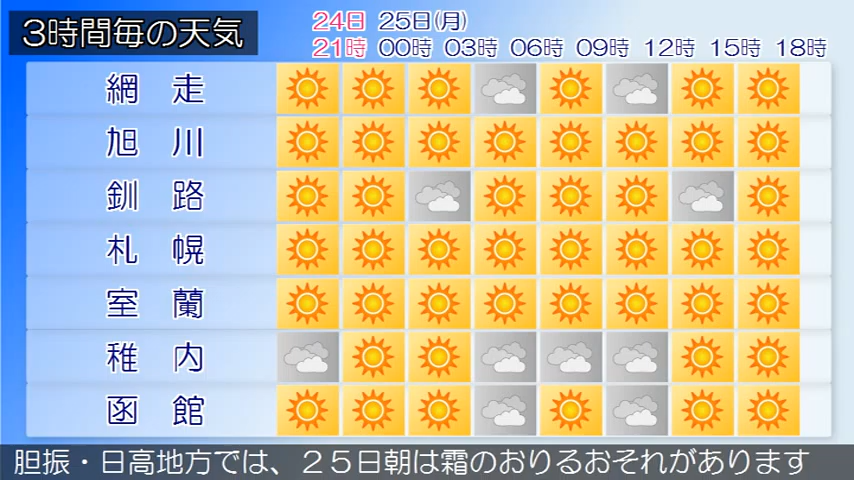 3時間毎の天気
24日 25日(月)
21時 00時 03時 06時 09時 12時 15時 18時
網走
旭川
釧路
札幌
室蘭
稚内
函館
胆振・日高地方では、２５日朝は霜のおりるおそれがあります